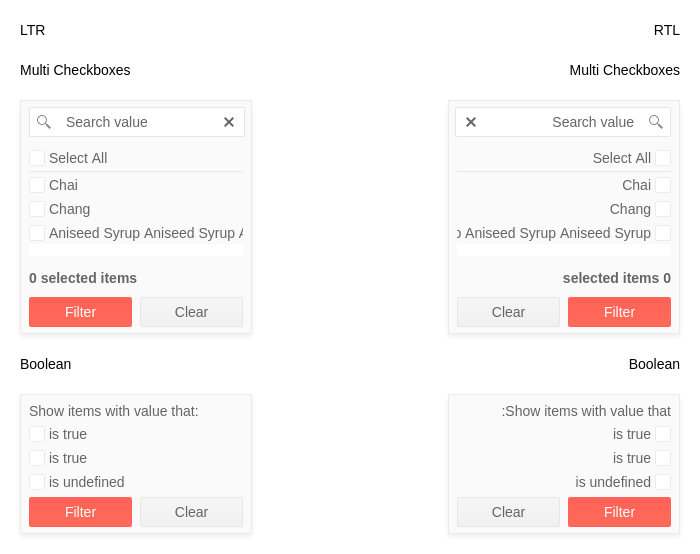 LTR
RTL
Multi Checkboxes
Multi Checkboxes
Search value
Search value
Select All
Select All
Chai
Chai
Chang
Chang
Aniseed Syrup Aniseed Syrup
Aniseed Syrup Aniseed Syrup
0 selected items
selected items 0
Filter
Clear
Clear
Filter
Boolean
Boolean
Show items with value that:
:Show items with value that
is true
is true
is true
is true
is undefined
is undefined
Filter
Clear
Clear
Filter